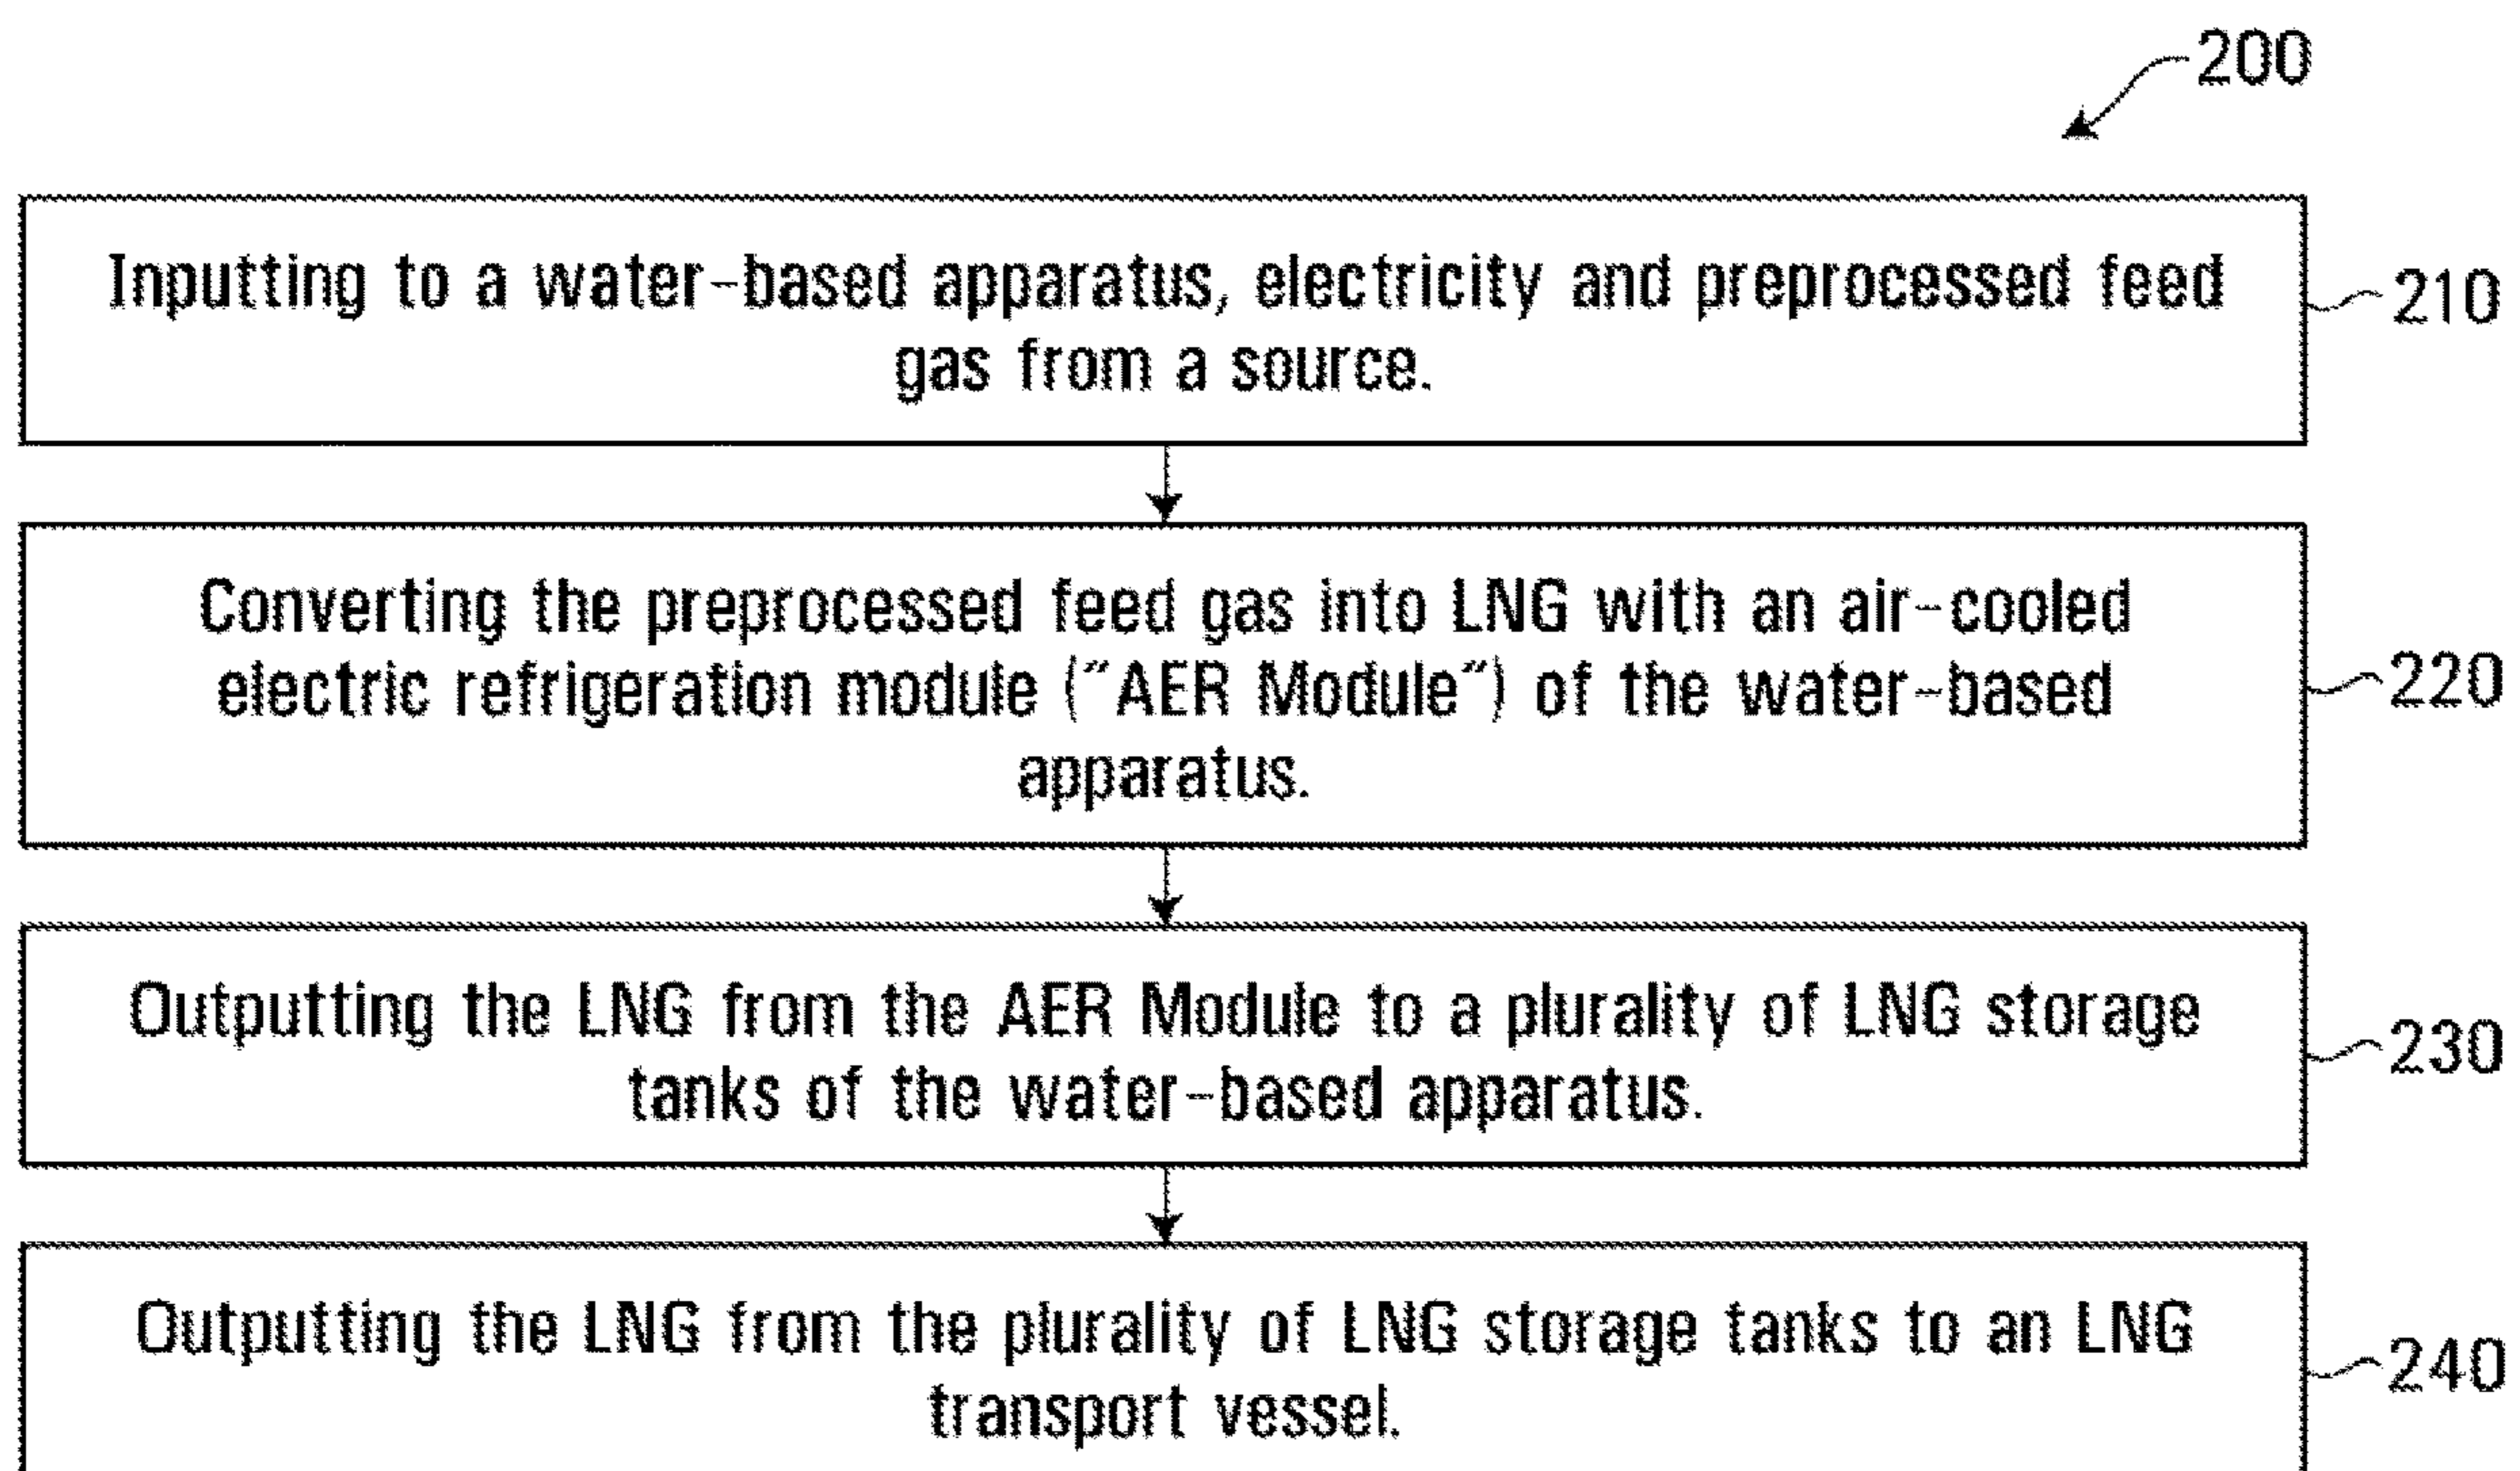 200
Inputting to a water-based apparatus, electricity and preprocessed feed
gas from a source.
210
Converting the preprocessed feed gas into LNG with an air-cooled
electric refrigeration module ("AER Module") of the water-based
apparatus.
220
Outputting the LNG from the AER Module to a plurality of LNG storage
tanks of the water-based apparatus.
230
Outputting the LNG from the plurality of LNG storage tanks to an LNG
transport vessel.
240